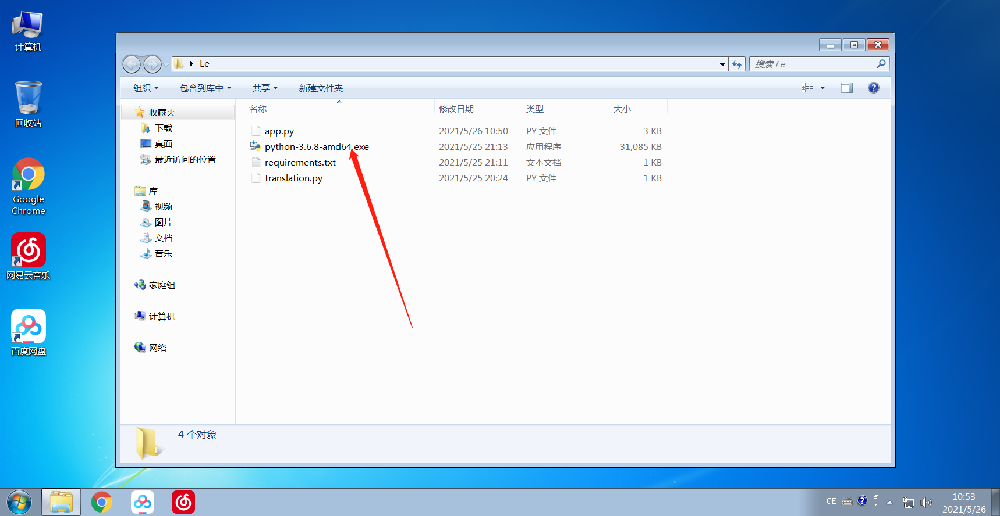 计算机
回收站
Google
Chrome
网易云音乐
百度网盘
Le
搜索 Le
组织
包含到库中
共享
新建文件夹
收藏夹
下载
桌面
最近访问的位置
库
视频
图片
文档
音乐
家庭组
计算机
网络
名称 修改日期 类型 大小
app.py 2021/5/26 10:50 PY 文件 3 KB
python-3.6.8-amd64.exe 2021/5/25 21:13 应用程序 31,085 KB
requirements.txt 2021/5/25 21:11 文本文档 1 KB
translation.py 2021/5/25 20:24 PY 文件 1 KB
4 个对象
CH
10:53
2021/5/26